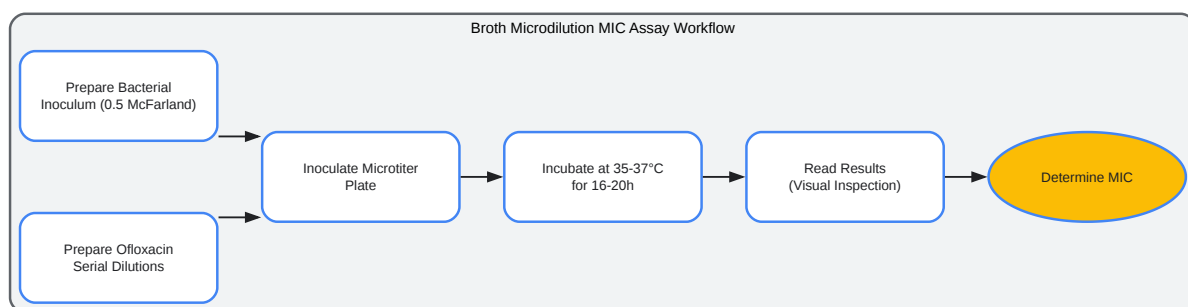 Broth Microdilution MIC Assay Workflow
Prepare Bacterial
Inoculum (0.5 McFarland)
Prepare Ofloxacin
Serial Dilutions
Inoculate Microtiter
Plate
Incubate at 35-37°C
for 16-20h
Read Results
(Visual Inspection)
Determine MIC